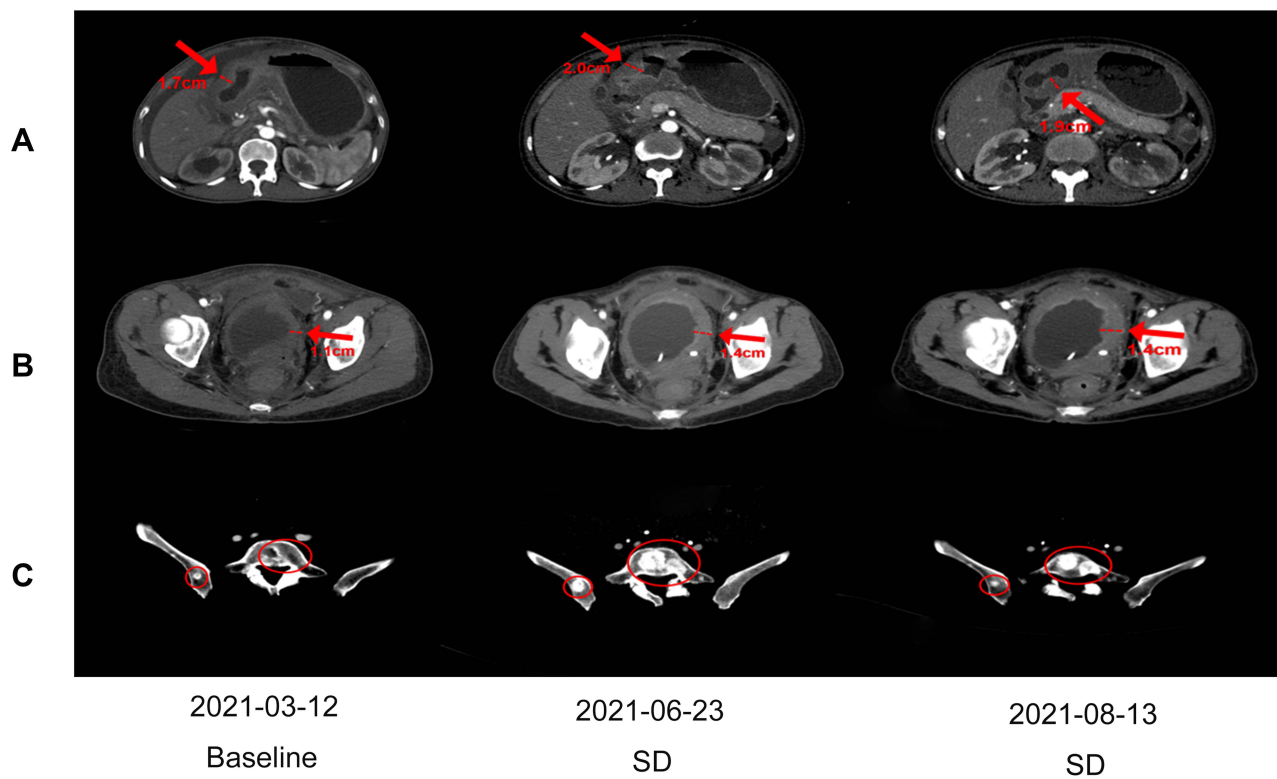 A
1.7cm
2.0cm
1.9cm
B
1.1cm
1.4cm
1.4cm
C
2021-03-12
2021-06-23
2021-08-13
Baseline
SD
SD